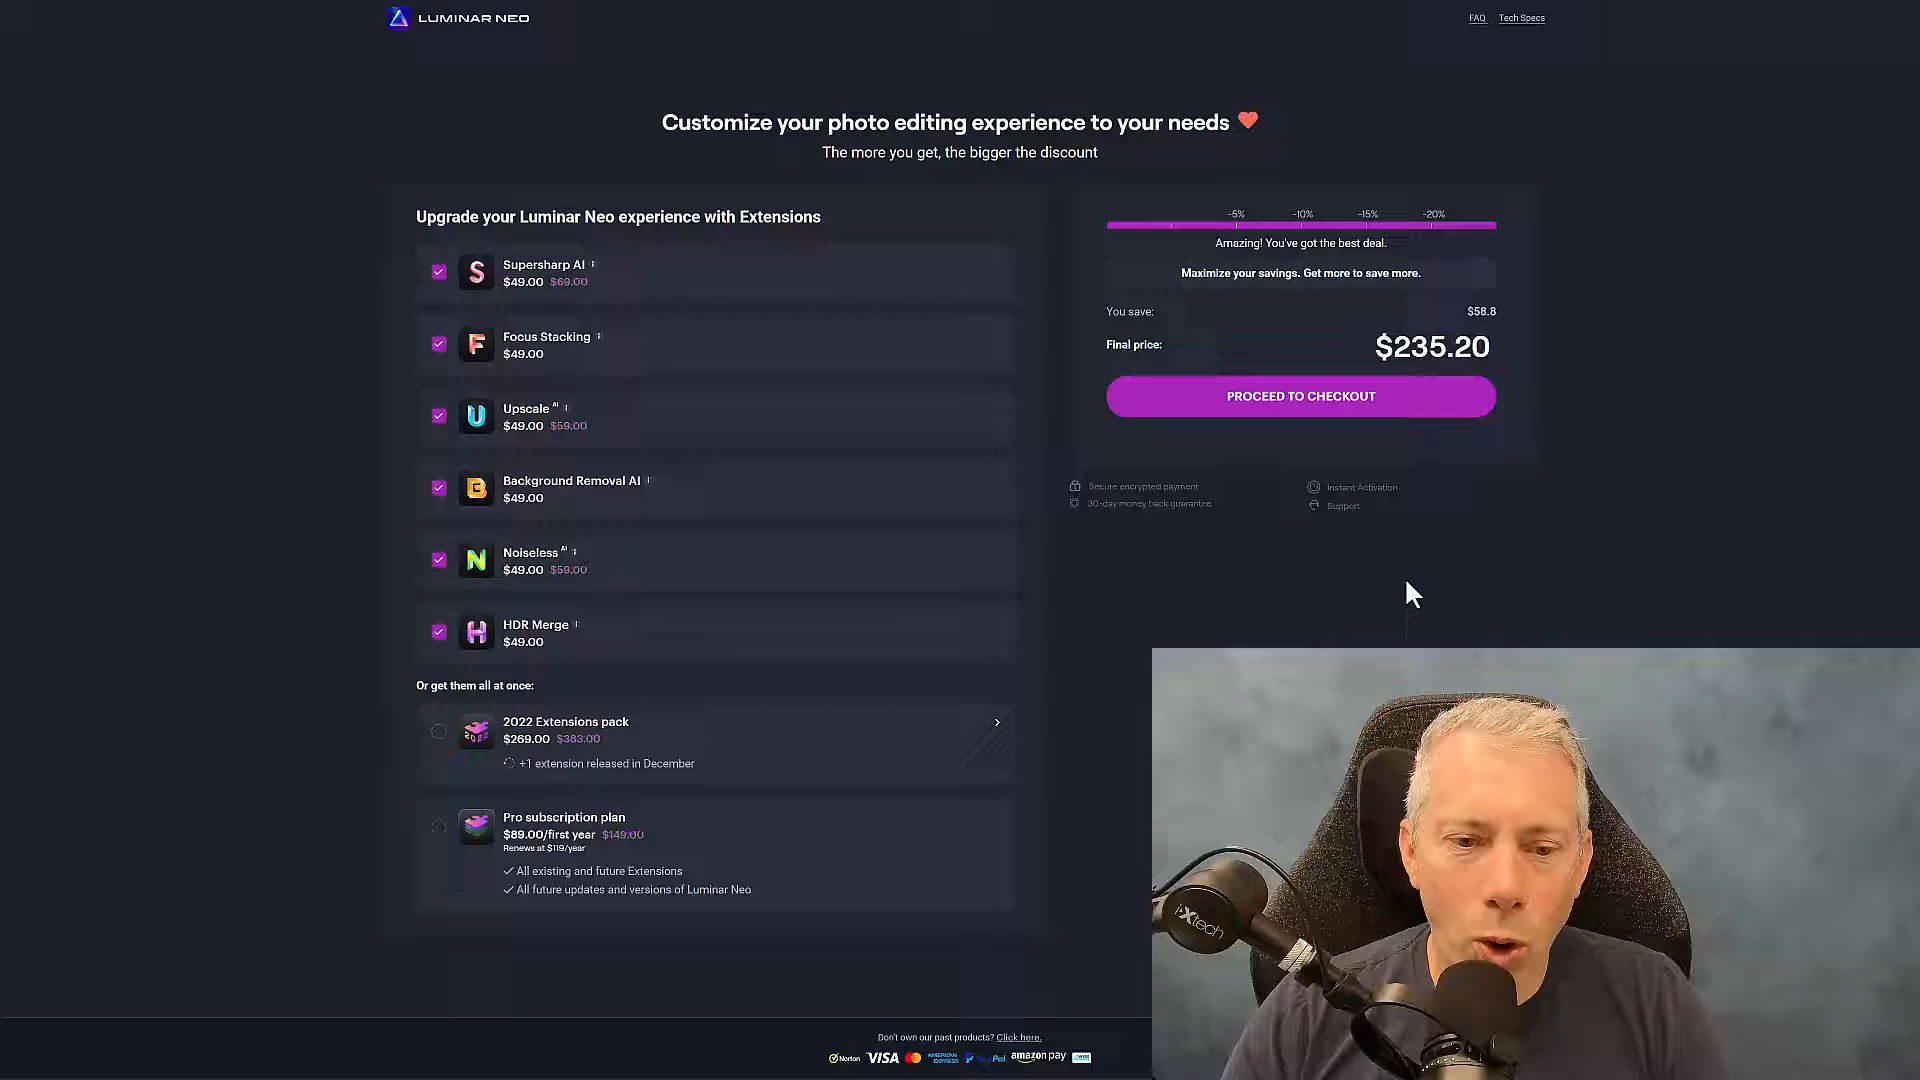 LUMINAR NEO
FAQ
Tech Specs
Customize your photo editing experience to your needs
The more you get, the bigger the discount
Upgrade your Luminar Neo experience with Extensions
Supersharp AI
$49.00 $69.00
Focus Stacking
$49.00
Upscale AI
$49.00 $59.00
Background Removal AI
$49.00
Noiseless AI
$49.00 $59.00
HDR Merge
$49.00
Or get them all at once:
2022 Extensions pack
$269.00 $383.00
+1 extension released in December
Pro subscription plan
$89.00/first year $149.00
Renews at $119/year
All existing and future Extensions
All future updates and versions of Luminar Neo
-5% -10% -15% -20%
Amazing! You've got the best deal.
Maximize your savings. Get more to save more.
You save: $58.8
Final price: $235.20
PROCEED TO CHECKOUT
Secure encrypted payment
Instant Activation
30-day money back guarantee
Support
Don't own our past products? Click here.
Norton VISA AMERICAN EXPRESS PayPal amazon pay
iXtech